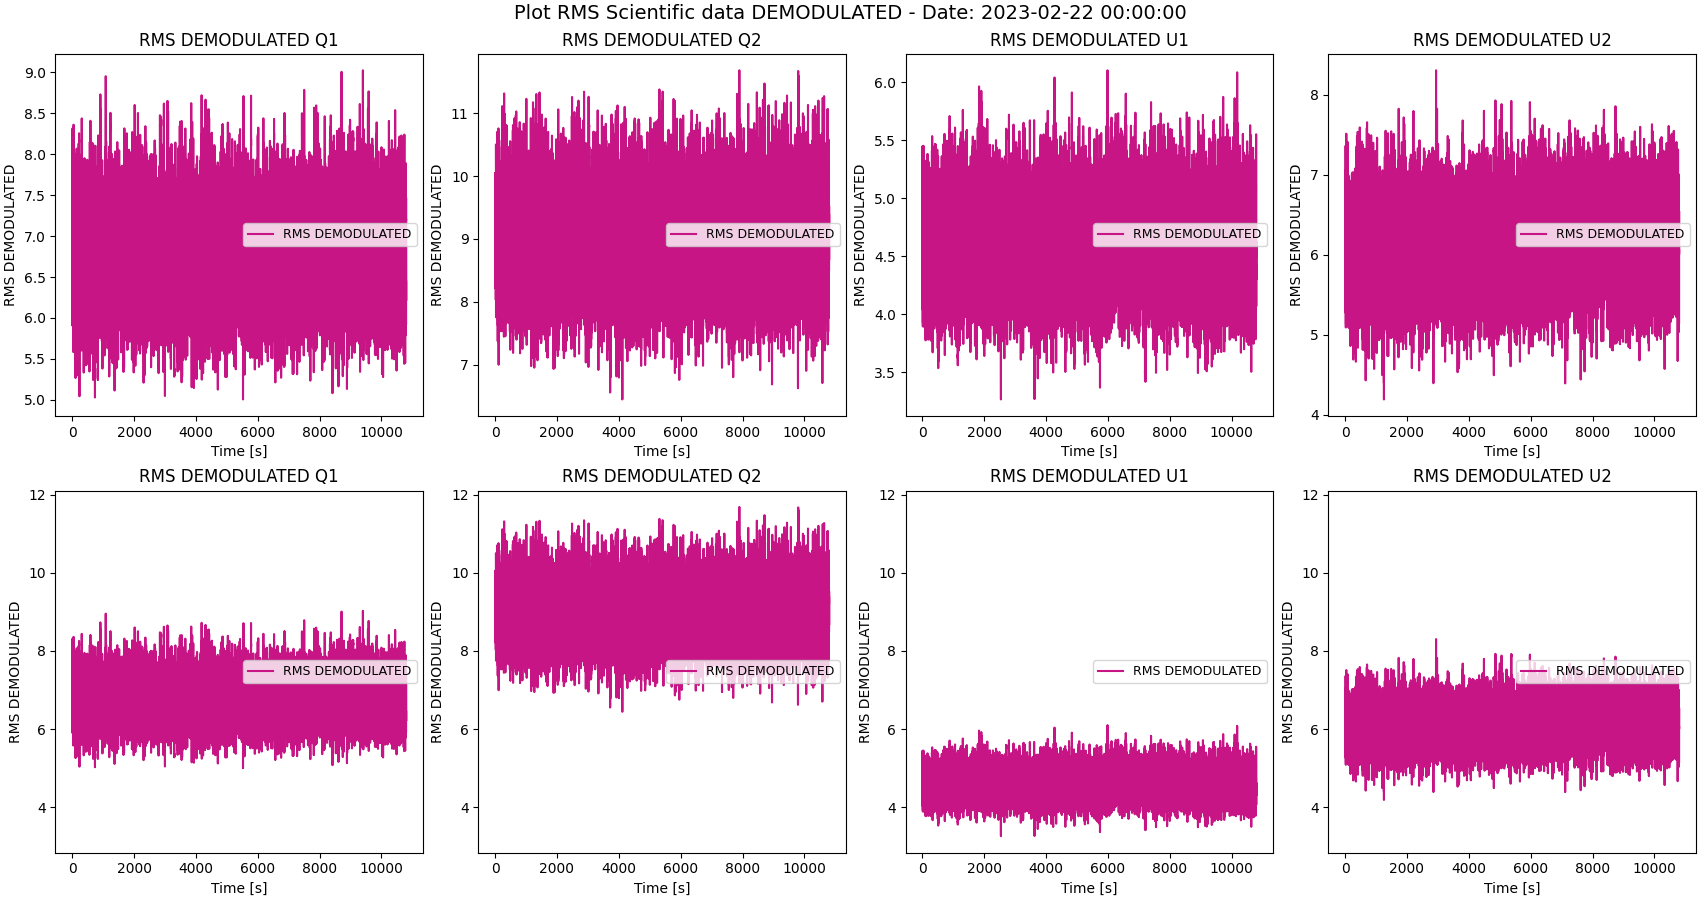 Plot RMS Scientific data DEMODULATED - Date: 2023-02-22 00:00:00
RMS DEMODULATED Q1
RMS DEMODULATED
9.0
8.5
8.0
7.5
7.0
6.5
6.0
5.5
5.0
RMS DEMODULATED
0 2000 4000 6000 8000 10000
Time [s]
RMS DEMODULATED Q2
RMS DEMODULATED
11
10
9
8
7
RMS DEMODULATED
0 2000 4000 6000 8000 10000
Time [s]
RMS DEMODULATED U1
RMS DEMODULATED
6.0
5.5
5.0
4.5
4.0
3.5
RMS DEMODULATED
0 2000 4000 6000 8000 10000
Time [s]
RMS DEMODULATED U2
RMS DEMODULATED
8
7
6
5
4
RMS DEMODULATED
0 2000 4000 6000 8000 10000
Time [s]
RMS DEMODULATED Q1
RMS DEMODULATED
12
10
8
6
4
RMS DEMODULATED
0 2000 4000 6000 8000 10000
Time [s]
RMS DEMODULATED Q2
RMS DEMODULATED
12
10
8
6
4
RMS DEMODULATED
0 2000 4000 6000 8000 10000
Time [s]
RMS DEMODULATED U1
RMS DEMODULATED
12
10
8
6
4
RMS DEMODULATED
0 2000 4000 6000 8000 10000
Time [s]
RMS DEMODULATED U2
RMS DEMODULATED
12
10
8
6
4
RMS DEMODULATED
0 2000 4000 6000 8000 10000
Time [s]